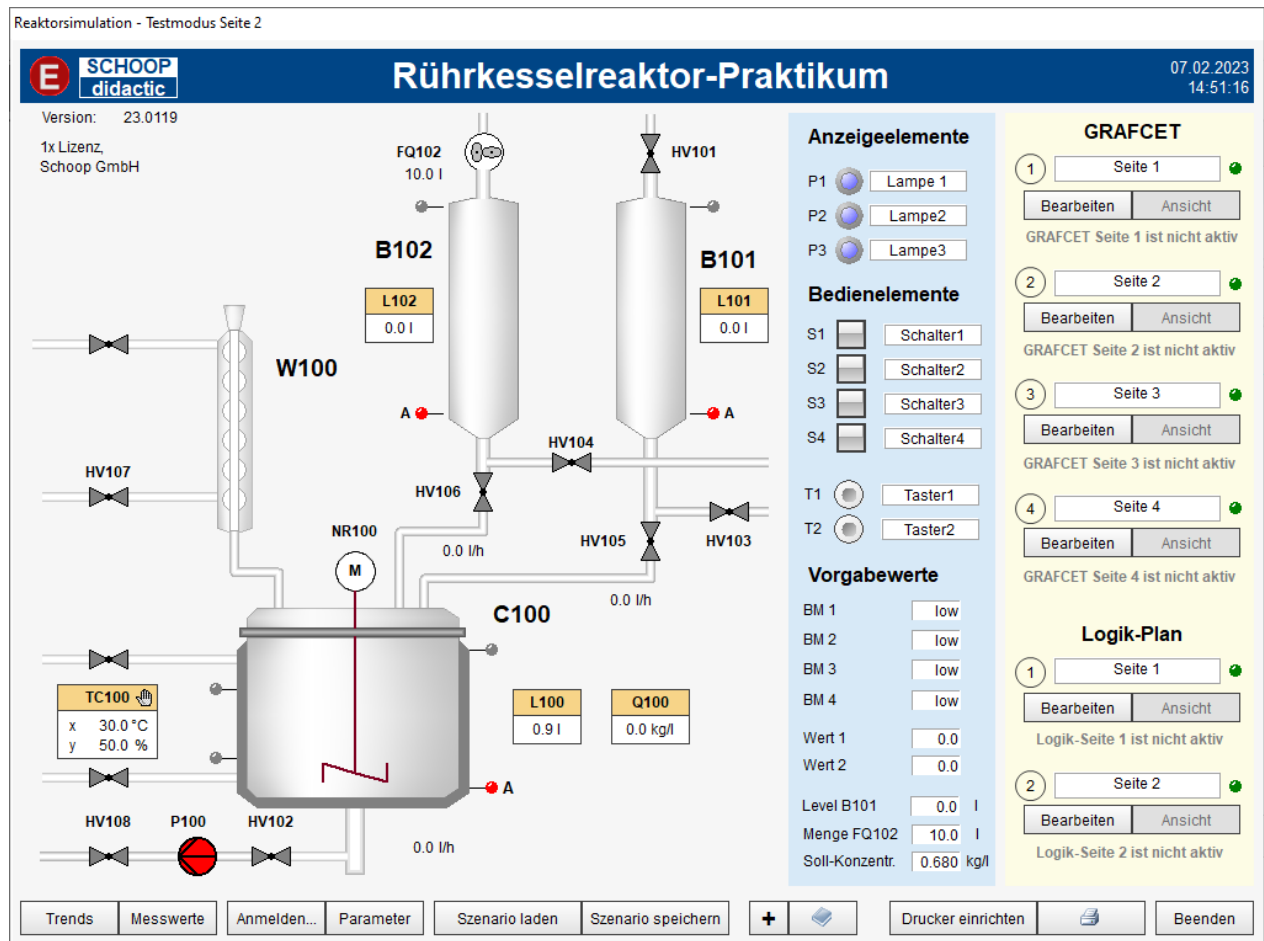 Reaktorsimulation - Testmodus Seite 2
E SCHOOP
didactic
Rührkesselreaktor-Praktikum
07.02.2023
14:51:16
Version: 23.0119
1x Lizenz,
Schoop GmbH
FQ102
10.0 l
HV101
B102
B101
L102
0.0 l
L101
0.0 l
W100
A
A
HV104
HV107
HV106
NR100
M
0.0 l/h
HV105
HV103
0.0 l/h
C100
TC100
x 30.0 °C
y 50.0 %
L100
0.9 l
Q100
0.0 kg/l
A
HV108
P100
HV102
0.0 l/h
Anzeigeelemente
P1 Lampe 1
P2 Lampe2
P3 Lampe3
Bedienelemente
S1 Schalter1
S2 Schalter2
S3 Schalter3
S4 Schalter4
T1 Taster1
T2 Taster2
Vorgabewerte
BM 1 low
BM 2 low
BM 3 low
BM 4 low
Wert 1 0.0
Wert 2 0.0
Level B101 0.0 l
Menge FQ102 10.0 l
Soll-Konzentr. 0.680 kg/l
GRAFCET
1 Seite 1
Bearbeiten Ansicht
GRAFCET Seite 1 ist nicht aktiv
2 Seite 2
Bearbeiten Ansicht
GRAFCET Seite 2 ist nicht aktiv
3 Seite 3
Bearbeiten Ansicht
GRAFCET Seite 3 ist nicht aktiv
4 Seite 4
Bearbeiten Ansicht
GRAFCET Seite 4 ist nicht aktiv
Logik-Plan
1 Seite 1
Bearbeiten Ansicht
Logik-Seite 1 ist nicht aktiv
2 Seite 2
Bearbeiten Ansicht
Logik-Seite 2 ist nicht aktiv
Trends Messwerte Anmelden... Parameter Szenario laden Szenario speichern + Drucker einrichten Beenden